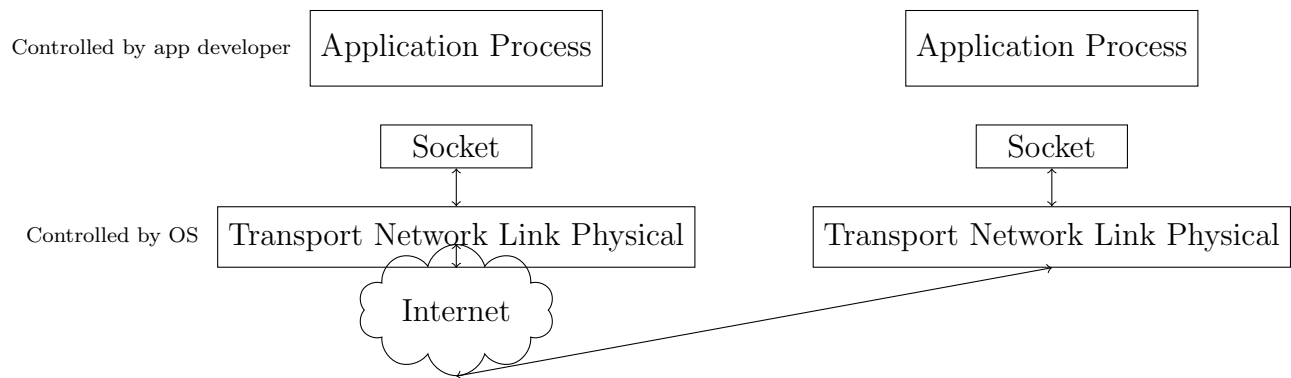 Controlled by app developer
Application Process
Application Process
Socket
Socket
Controlled by OS
Transport Network Link Physical
Transport Network Link Physical
Internet